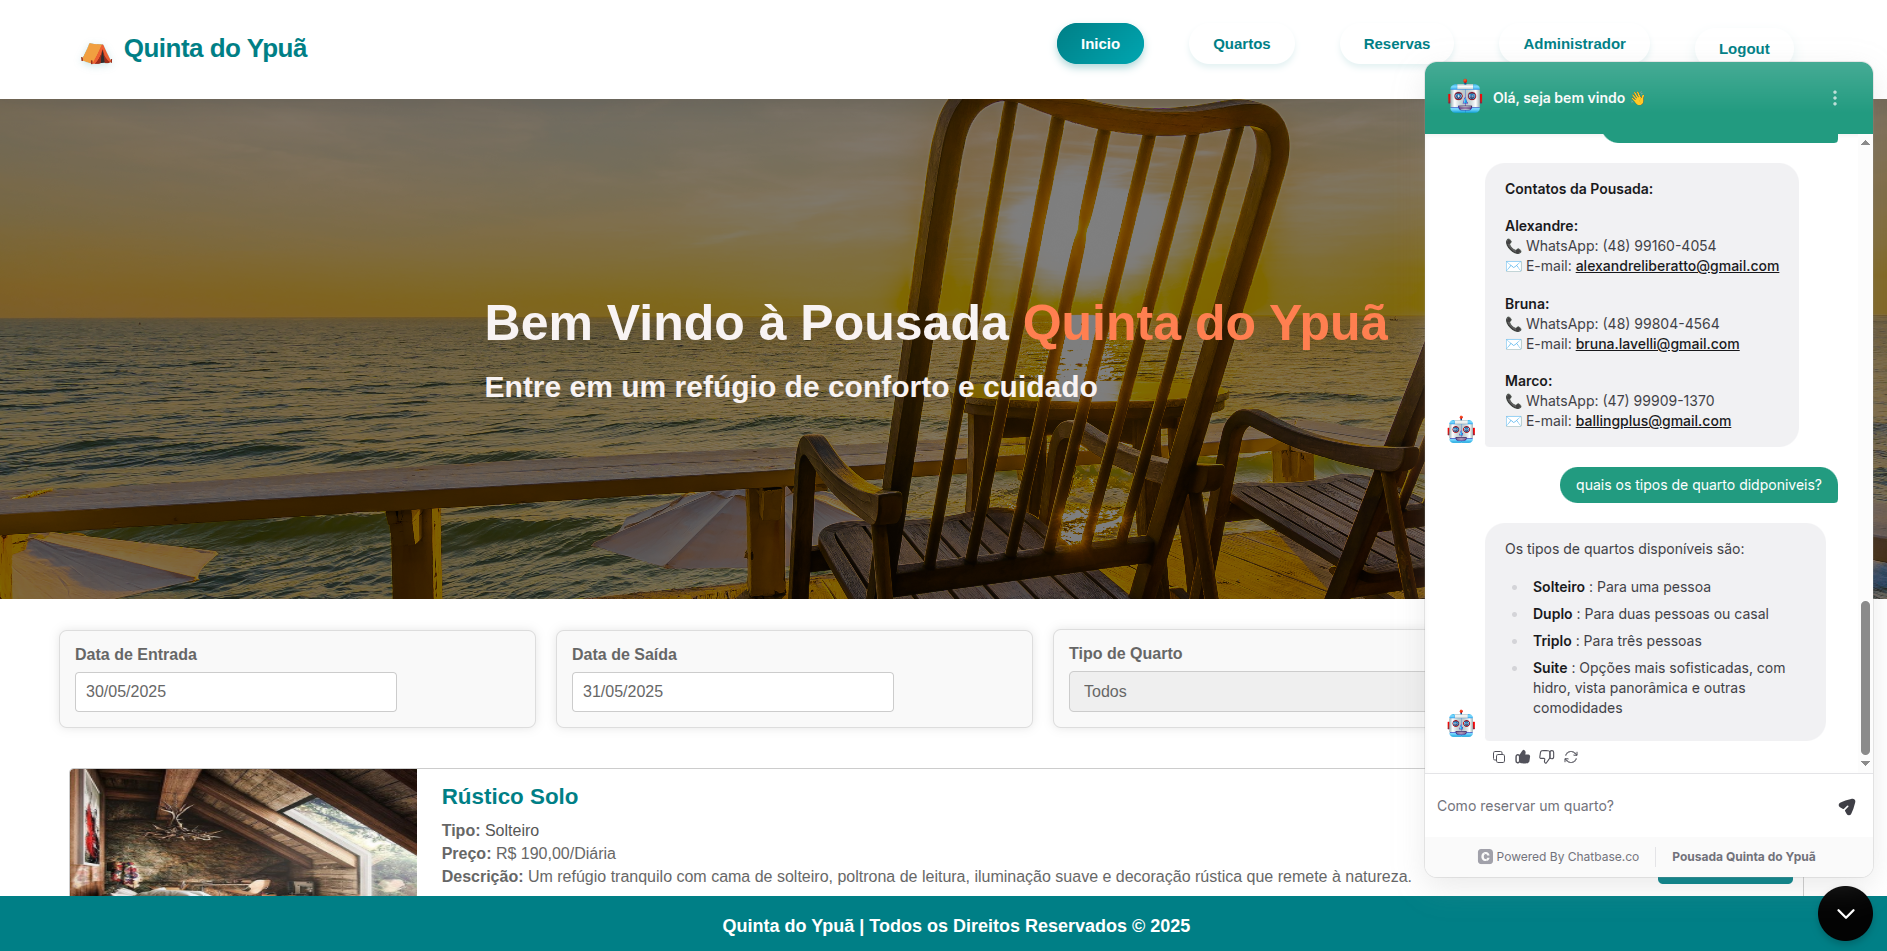 Quinta do Ypuã
Inicio
Quartos
Reservas
Administrador
Logout
Bem Vindo à Pousada Quinta do Ypuã
Entre em um refúgio de conforto e cuidado
Data de Entrada
30/05/2025
Data de Saída
31/05/2025
Tipo de Quarto
Todos
Rústico Solo
Tipo: Solteiro
Preço: R$ 190,00/Diária
Descrição: Um refúgio tranquilo com cama de solteiro, poltrona de leitura, iluminação suave e decoração rústica que remete à natureza.
Olá, seja bem vindo 👋
Contatos da Pousada:
Alexandre:
📞 WhatsApp: (48) 99160-4054
✉️ E-mail: alexandreliberatto@gmail.com
Bruna:
📞 WhatsApp: (48) 99804-4564
✉️ E-mail: bruna.lavelli@gmail.com
Marco:
📞 WhatsApp: (47) 99909-1370
✉️ E-mail: ballingplus@gmail.com
quais os tipos de quarto didponiveis?
Os tipos de quartos disponíveis são:
Solteiro : Para uma pessoa
Duplo : Para duas pessoas ou casal
Triplo : Para três pessoas
Suite : Opções mais sofisticadas, com
hidro, vista panorâmica e outras
comodidades
Como reservar um quarto?
Powered By Chatbase.co
Pousada Quinta do Ypuã
Quinta do Ypuã | Todos os Direitos Reservados © 2025